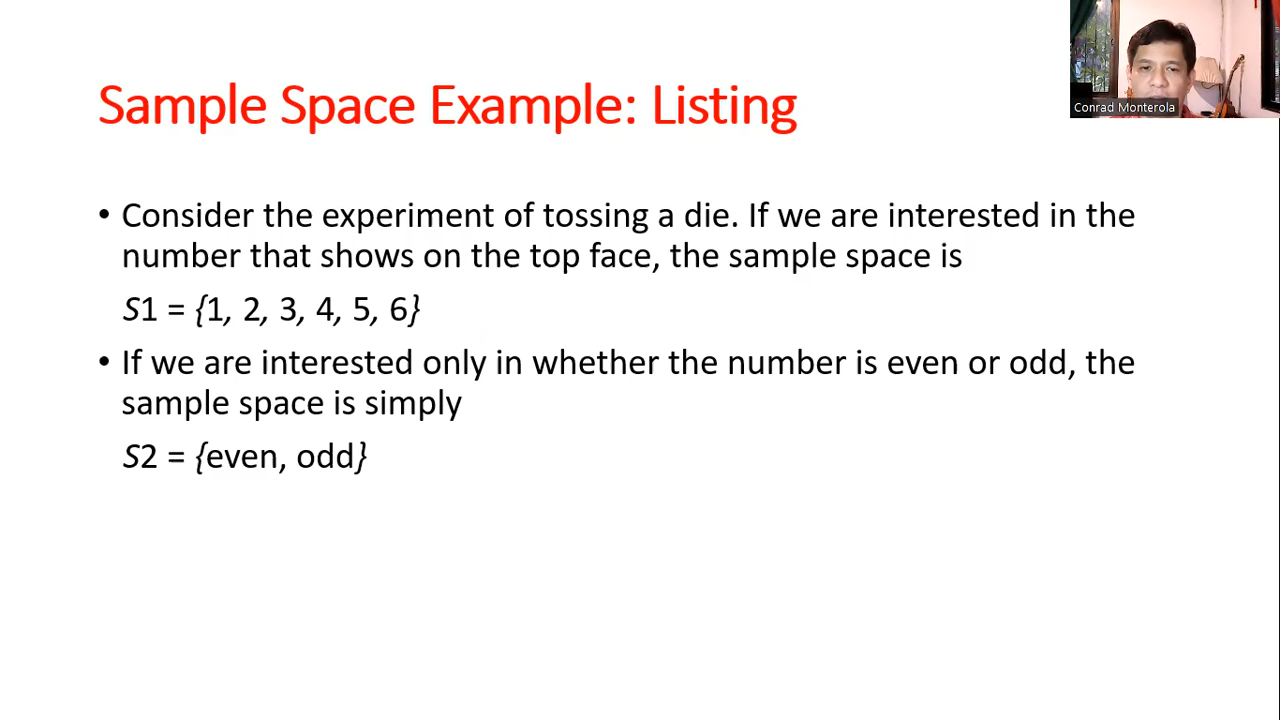 Conrad Monterola
Sample Space Example: Listing
• Consider the experiment of tossing a die. If we are interested in the
number that shows on the top face, the sample space is
S1 = {1, 2, 3, 4, 5, 6}
• If we are interested only in whether the number is even or odd, the
sample space is simply
S2 = {even, odd}